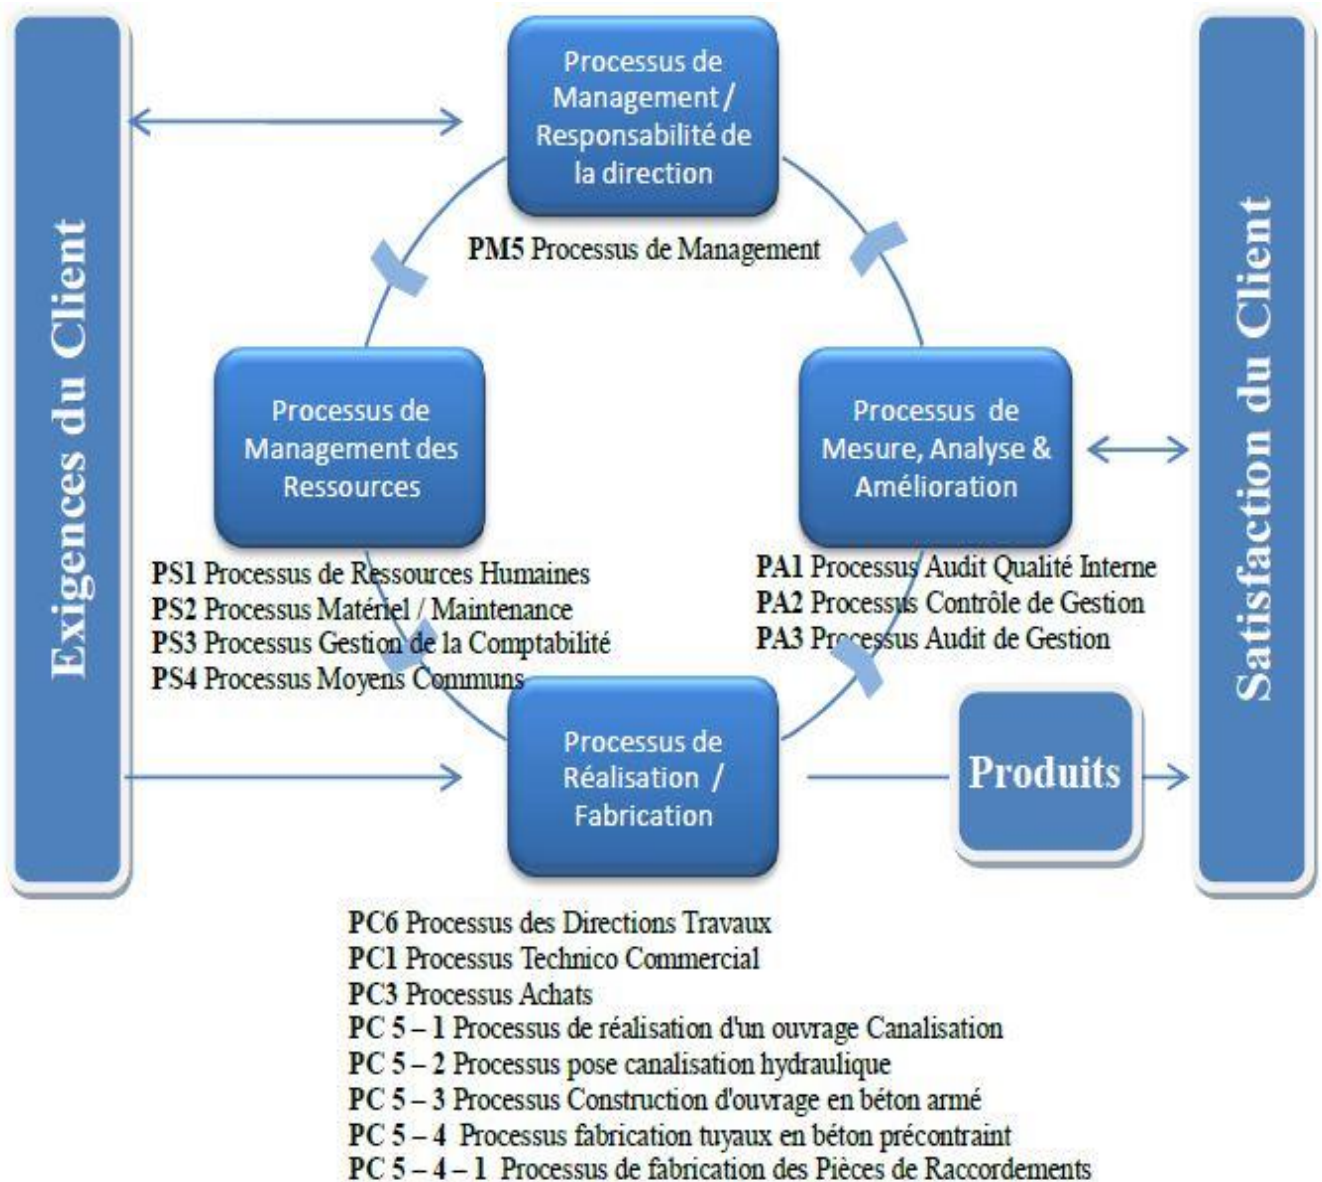 Exigences du Client
Processus de
Management /
Responsabilité de
la direction
PM5 Processus de Management
Processus de
Management des
Ressources
PS1 Processus de Ressources Humaines
PS2 Processus Matériel / Maintenance
PS3 Processus Gestion de la Comptabilité
PS4 Processus Moyens Communs
Processus de
Mesure, Analyse &
Amélioration
PA1 Processus Audit Qualité Interne
PA2 Processus Contrôle de Gestion
PA3 Processus Audit de Gestion
Processus de
Réalisation /
Fabrication
Produits
Satisfaction du Client
PC6 Processus des Directions Travaux
PC1 Processus Technico Commercial
PC3 Processus Achats
PC 5 – 1 Processus de réalisation d'un ouvrage Canalisation
PC 5 – 2 Processus pose canalisation hydraulique
PC 5 – 3 Processus Construction d'ouvrage en béton armé
PC 5 – 4 Processus fabrication tuyaux en béton précontraint
PC 5 – 4 – 1 Processus de fabrication des Pièces de Raccordements